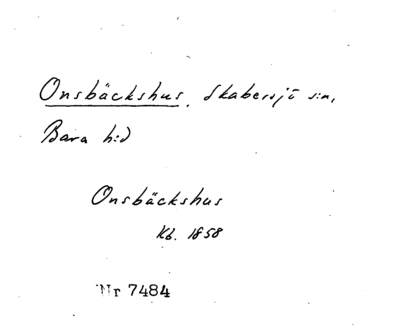 Onsbäckshus, Skabersjö s:n,
Bara h:d
Onsbäckshus
Kb. 1858
Nr 7484